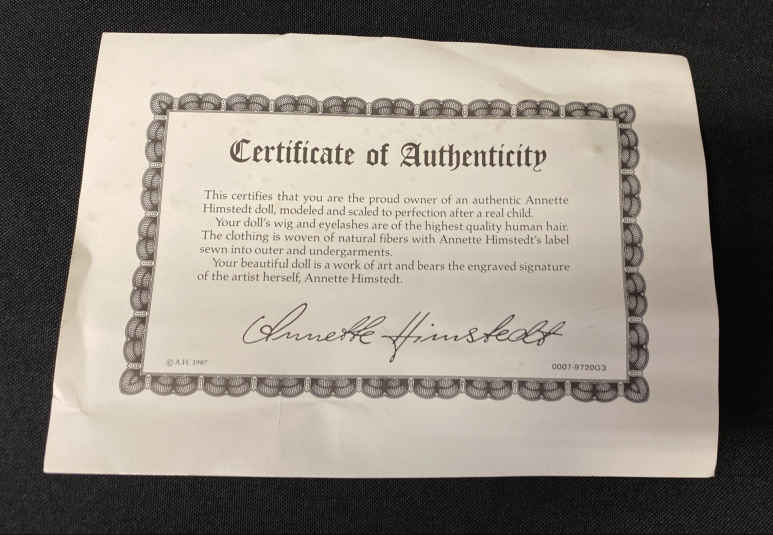 Certificate of Authenticity
This certifies that you are the proud owner of an authentic Annette
Himstedt doll, modeled and scaled to perfection after a real child.
Your doll's wig and eyelashes are of the highest quality human hair.
The clothing is woven of natural fibers with Annette Himstedt's label
sewn into outer and undergarments.
Your beautiful doll is a work of art and bears the engraved signature
of the artist herself, Annette Himstedt.
Annette Himstedt
© A.H. 1987
0007-9720G3